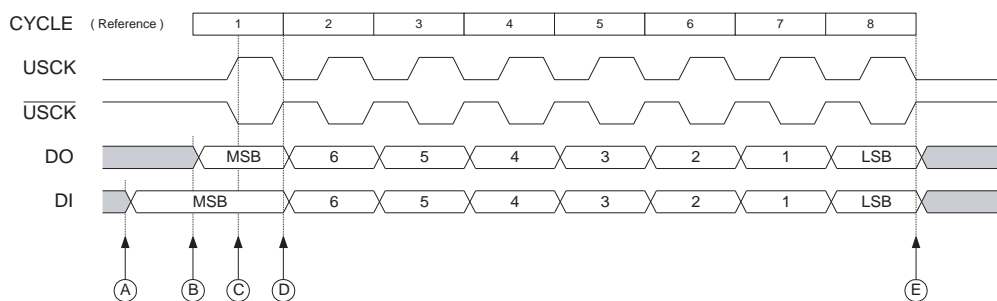 CYCLE ( Reference ) 1 2 3 4 5 6 7 8
USCK
USCK
DO MSB 6 5 4 3 2 1 LSB
DI MSB 6 5 4 3 2 1 LSB
A B C D E